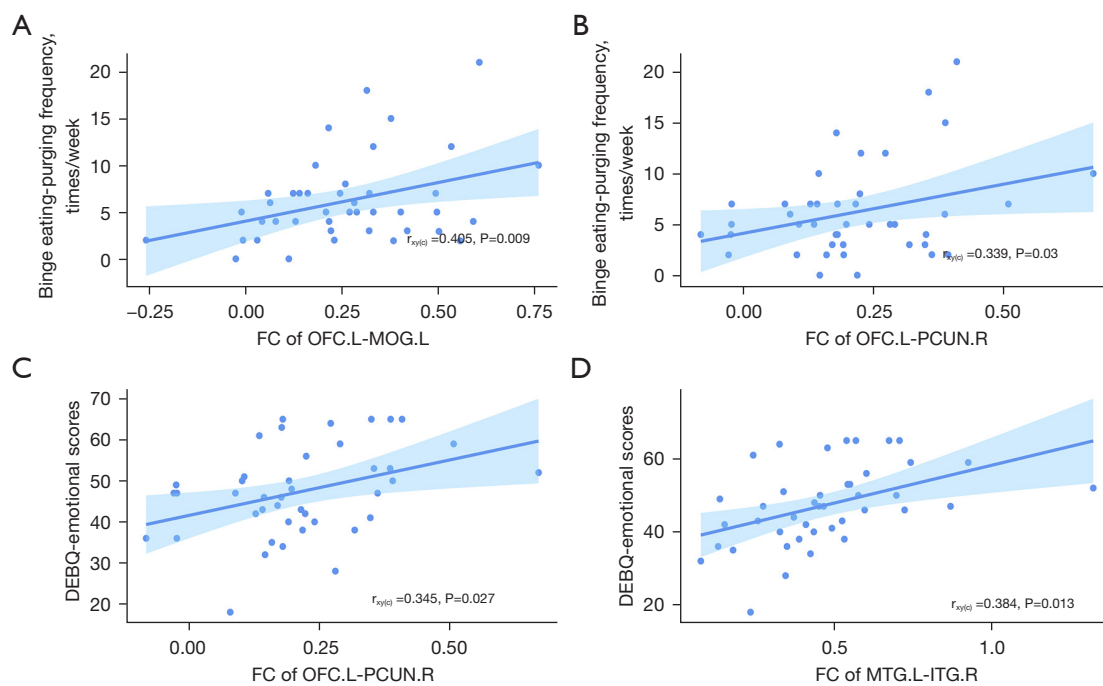 A
Binge eating-purging frequency,
times/week
20
15
10
5
0
r_xy(c) =0.405, P=0.009
−0.25
0.00
0.25
0.50
0.75
FC of OFC.L-MOG.L
B
Binge eating-purging frequency,
times/week
20
15
10
5
0
r_xy(c) =0.339, P=0.03
0.00
0.25
0.50
FC of OFC.L-PCUN.R
C
DEBQ-emotional scores
70
60
50
40
30
20
r_xy(c) =0.345, P=0.027
0.00
0.25
0.50
FC of OFC.L-PCUN.R
D
DEBQ-emotional scores
60
40
20
r_xy(c) =0.384, P=0.013
0.5
1.0
FC of MTG.L-ITG.R